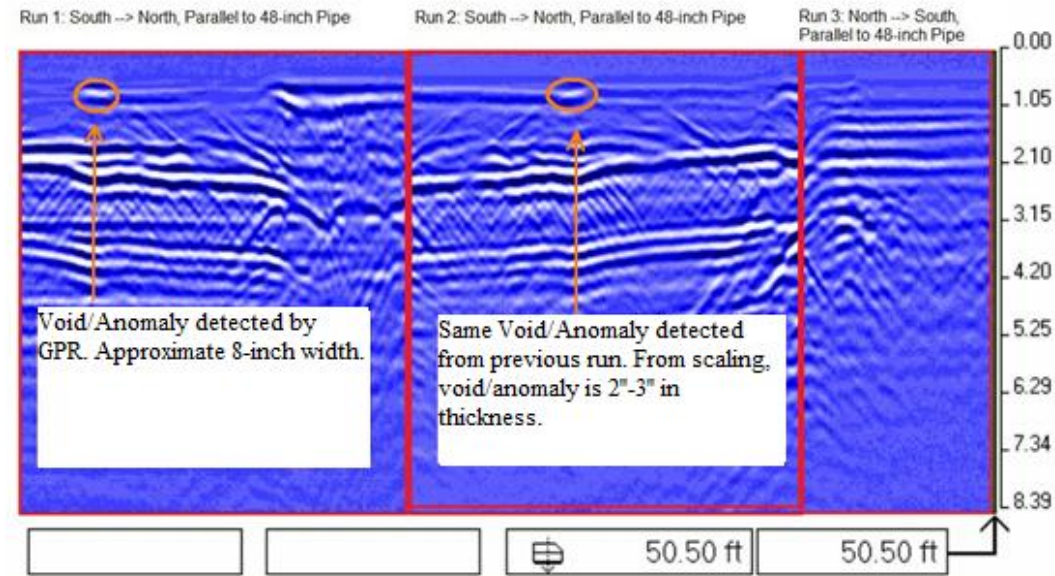 Run 1: South --> North, Parallel to 48-inch Pipe
Run 2: South --> North, Parallel to 48-inch Pipe
Run 3: North --> South,
Parallel to 48-inch Pipe
0.00
1.05
2.10
3.15
4.20
5.25
6.29
7.34
8.39
Void/Anomaly detected by
GPR. Approximate 8-inch width.
Same Void/Anomaly detected
from previous run. From scaling,
void/anomaly is 2"-3" in
thickness.
50.50 ft
50.50 ft